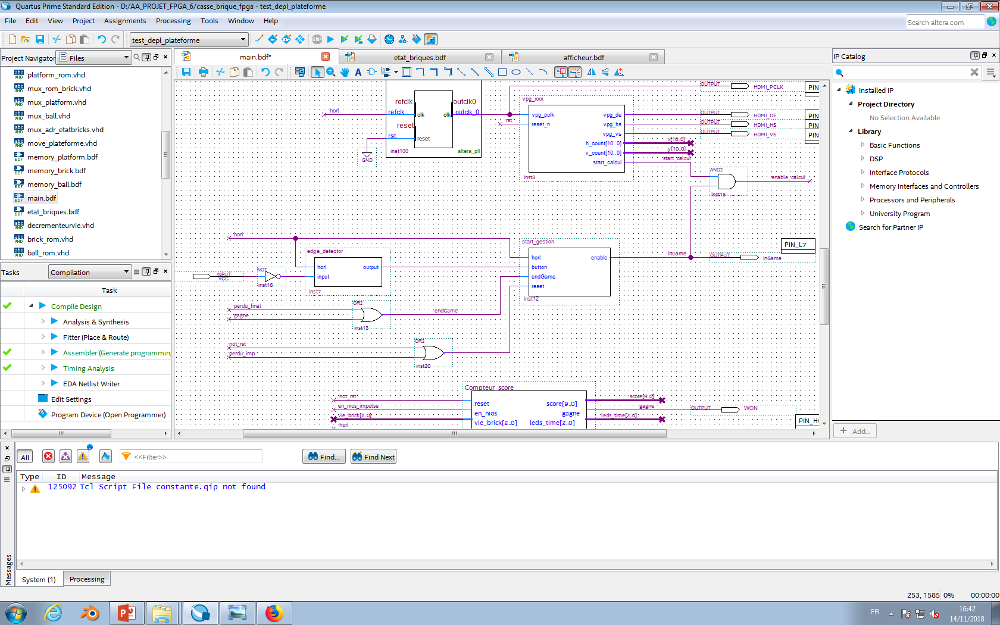 Quartus Prime Standard Edition - D:/AA_PROJET_FPGA_6/casse_brique_fpga - test_depl_plateforme
File Edit View Project Assignments Processing Tools Window Help
Search altera.com
test_depl_plateforme
STOP
Project Navigator Files
platform_rom.vhd
mux_rom_brick.vhd
mux_platform.vhd
mux_ball.vhd
mux_adr_etatbricks.vhd
move_plateforme.vhd
memory_platform.bdf
memory_brick.bdf
memory_ball.bdf
main.bdf
etat_briques.bdf
decrementeurvie.vhd
brick_rom.vhd
ball_rom.vhd
Tasks Compilation
Task
Compile Design
Analysis & Synthesis
Fitter (Place & Route)
Assembler (Generate programmin
Timing Analysis
EDA Netlist Writer
Edit Settings
Program Device (Open Programmer)
main.bdf*
etat_briques.bdf
afficheur.bdf
horl
refclk
outclk0
refclk
clk
clk
outclk_0
reset
rst
reset
inst100
altera_pll
GND
rst
vpg_xxx
vpg_pclk
reset_n
vpg_de
vpg_hs
vpg_vs
h_count[10..0]
v_count[10..0]
start_calcul
inst8
x[10..0]
y[10..0]
start_calcul
OUTPUT HDMI_PCLK PIN
OUTPUT HDMI_DE PIN
OUTPUT HDMI_HS PIN
OUTPUT HDMI_VS PIN
AND2
inst15
enable_calcul
horl
edge_detector
horl
input
output
inst7
INPUT
VCC
NOT
inst16
start_gestion
horl
button
endGame
reset
enable
inst12
inGame
OUTPUT
inGame
PIN_L7
perdu_final
gagne
OR2
inst13
endGame
not_rst
perdu_imp
OR2
inst20
Compteur_score
not_rst
en_nios_impulse
vie_brick[2..0]
horl
reset
en_nios
vie_brick[2..0]
score[9..0]
gagne
leds_time[2..0]
score[9..0]
gagne
leds_time[2..0]
OUTPUT
WON
IP Catalog
Installed IP
Project Directory
No Selection Available
Library
Basic Functions
DSP
Interface Protocols
Memory Interfaces and Controllers
Processors and Peripherals
University Program
Search for Partner IP
+ Add...
All
<<Filter>>
Find...
Find Next
Type ID Message
125092 Tcl Script File constante.qip not found
Messages
System (1) Processing
253, 1585 0% 00:00:00
FR
16:42
14/11/2018